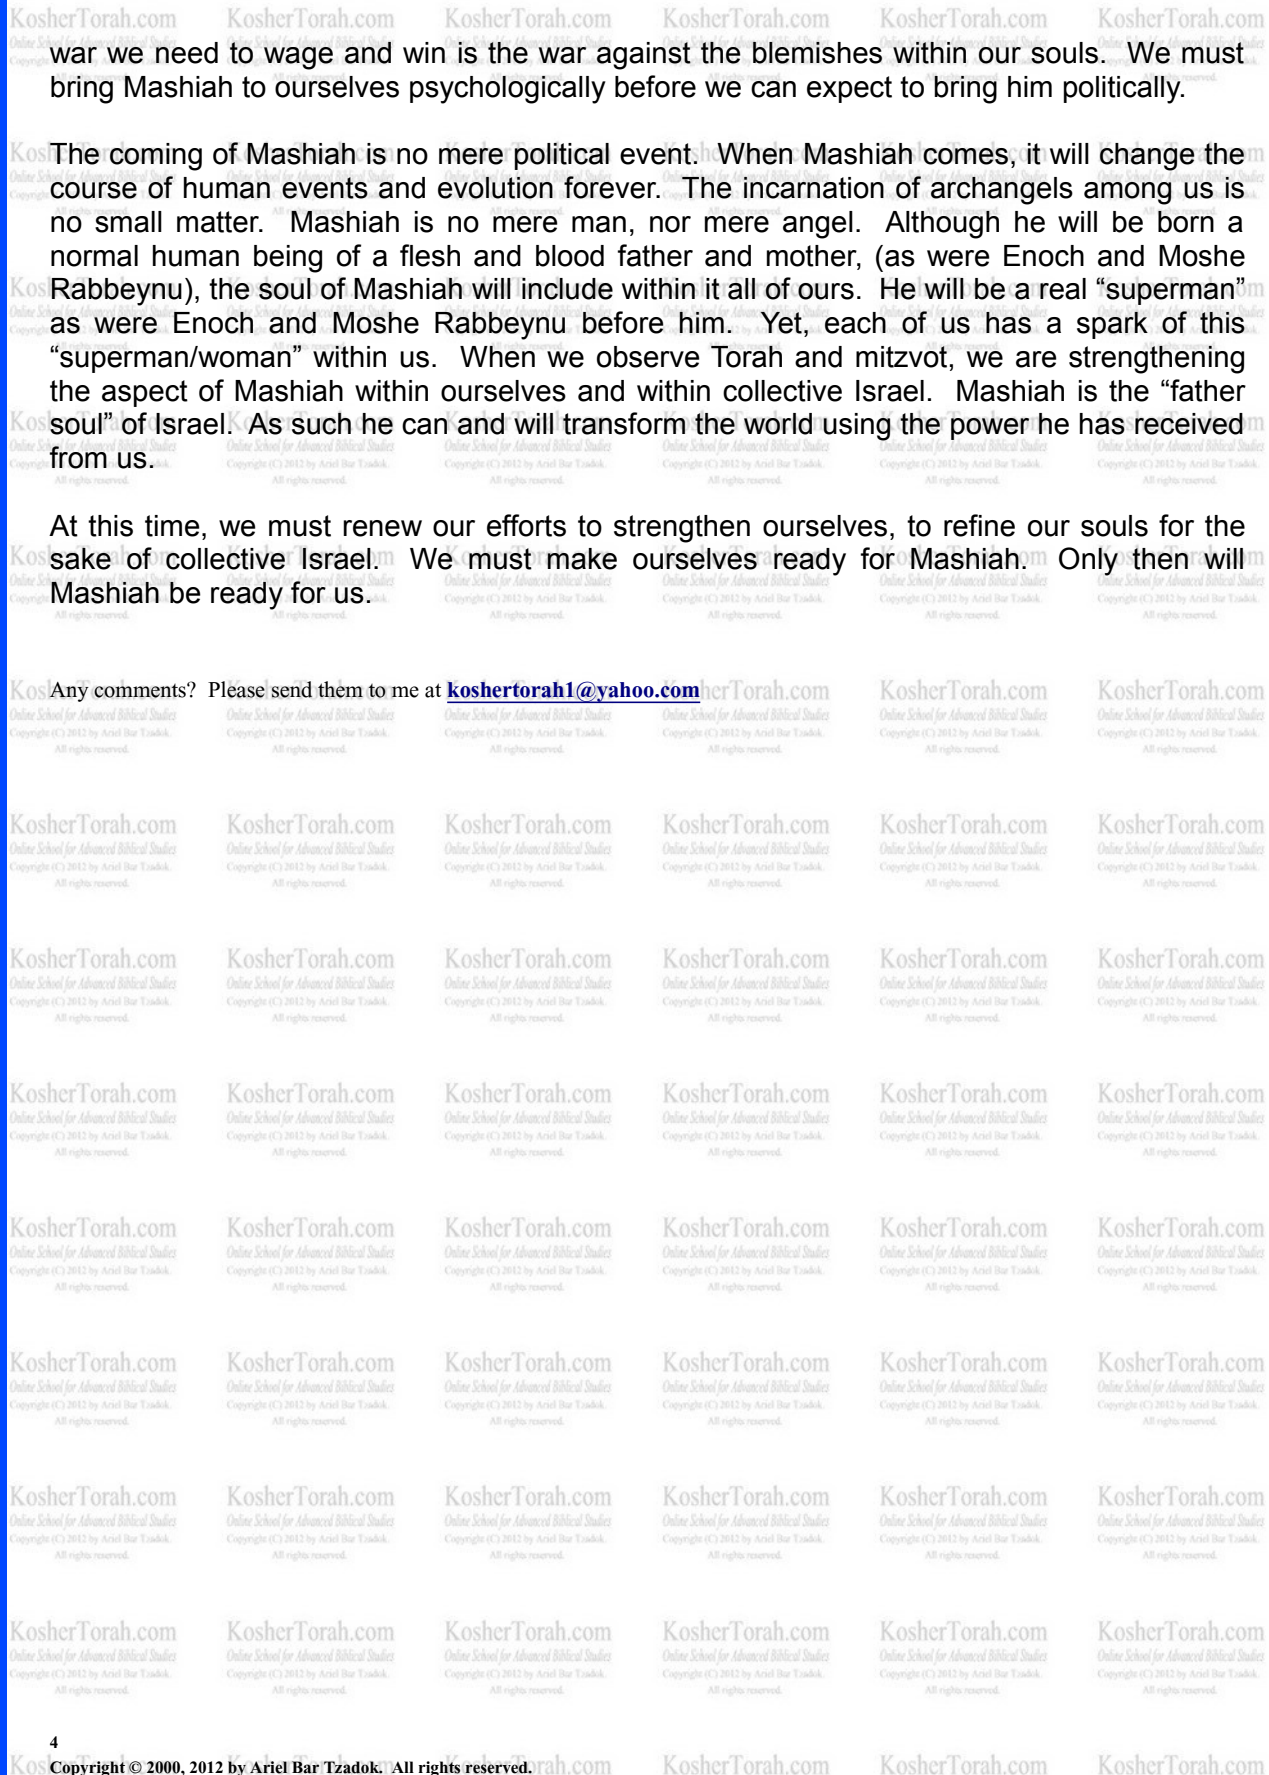 war we need to wage and win is the war against the blemishes within our souls. We must
bring Mashiah to ourselves psychologically before we can expect to bring him politically.
The coming of Mashiah is no mere political event. When Mashiah comes, it will change the
course of human events and evolution forever. The incarnation of archangels among us is
no small matter. Mashiah is no mere man, nor mere angel. Although he will be born a
normal human being of a flesh and blood father and mother, (as were Enoch and Moshe
Rabbeynu), the soul of Mashiah will include within it all of ours. He will be a real “superman”
as were Enoch and Moshe Rabbeynu before him. Yet, each of us has a spark of this
“superman/woman” within us. When we observe Torah and mitzvot, we are strengthening
the aspect of Mashiah within ourselves and within collective Israel. Mashiah is the “father
soul” of Israel. As such he can and will transform the world using the power he has received
from us.
At this time, we must renew our efforts to strengthen ourselves, to refine our souls for the
sake of collective Israel. We must make ourselves ready for Mashiah. Only then will
Mashiah be ready for us.
Any comments? Please send them to me at koshertorah1@yahoo.com
KosherTorah.com
Online School for Advanced Biblical Studies
Copyright (C) 2012 by Ariel Bar Tzadok.
All rights reserved.
4
Copyright © 2000, 2012 by Ariel Bar Tzadok. All rights reserved.